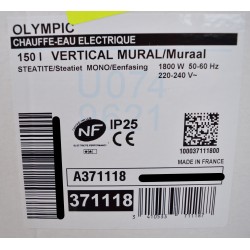 OLYMPIC
CHAUFFE-EAU ELECTRIQUE
150 l VERTICAL MURAL/Muraal
STEATITE/Steatiet MONO/Eenfasing 1800 W 50-60 Hz
220-240 V~
NF IP25
100037111800
MADE IN FRANCE
A371118
371118